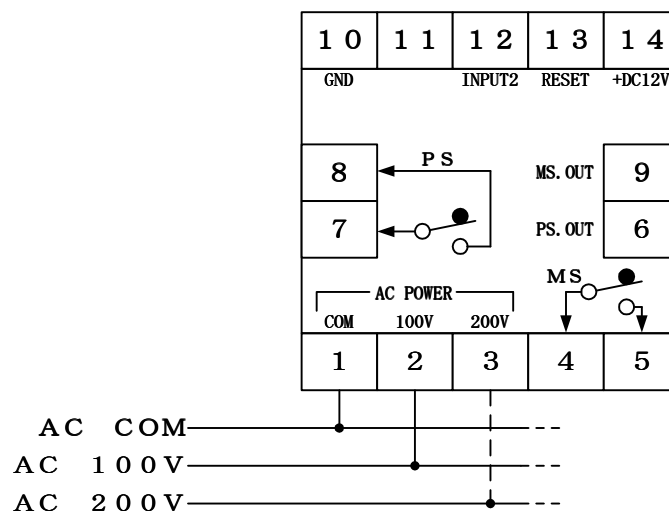 10 11 12 13 14
GND INPUT2 RESET +DC12V
8 PS MS.OUT 9
7 PS.OUT 6
MS
AC POWER
COM 100V 200V
1 2 3 4 5
AC COM
AC 100V
AC 200V